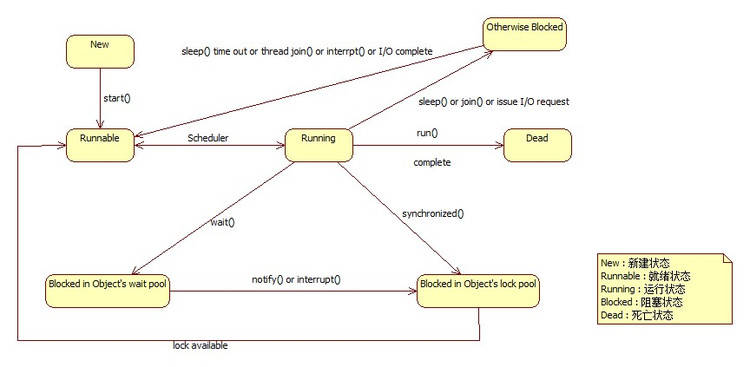 New
Otherwise Blocked
sleep() time out or thread join() or interrpt() or I/O complete
start()
sleep() or join() or issue I/O request
Runnable
Scheduler
Running
run()
Dead
complete
wait()
synchronized()
Blocked in Object's wait pool
notify() or interrupt()
Blocked in Object's lock pool
lock available
New : 新建状态
Runnable : 就绪状态
Running : 运行状态
Blocked : 阻塞状态
Dead : 死亡状态